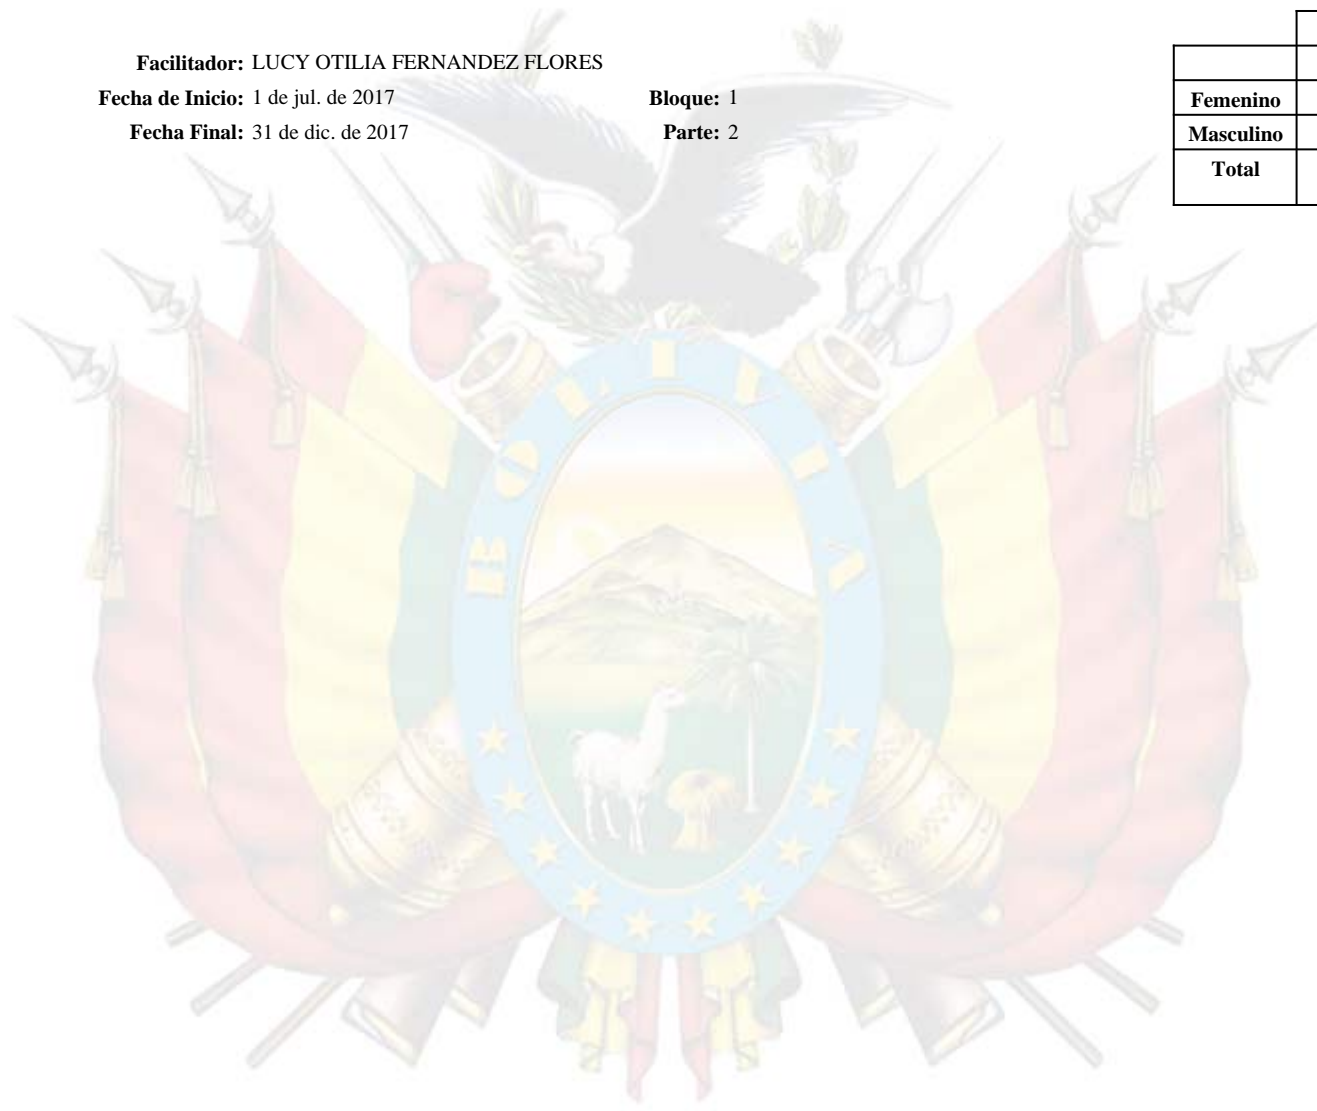 Facilitador: LUCY OTILIA FERNANDEZ FLORES
Fecha de Inicio: 1 de jul. de 2017 Bloque: 1
Fecha Final: 31 de dic. de 2017 Parte: 2
Femenino
Masculino
Total
BOLIVIA